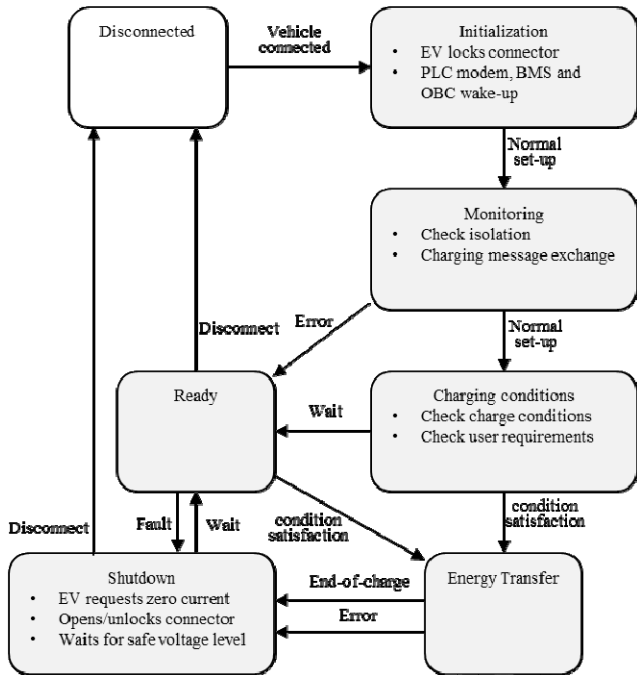 Disconnected
Vehicle
connected
Initialization
• EV locks connector
• PLC modem, BMS and
OBC wake-up
Normal
set-up
Monitoring
• Check isolation
• Charging message exchange
Error
Disconnect
Normal
set-up
Ready
Wait
Charging conditions
• Check charge conditions
• Check user requirements
Disconnect
Fault
Wait
condition
satisfaction
condition
satisfaction
Shutdown
• EV requests zero current
• Opens/unlocks connector
• Waits for safe voltage level
End-of-charge
Error
Energy Transfer